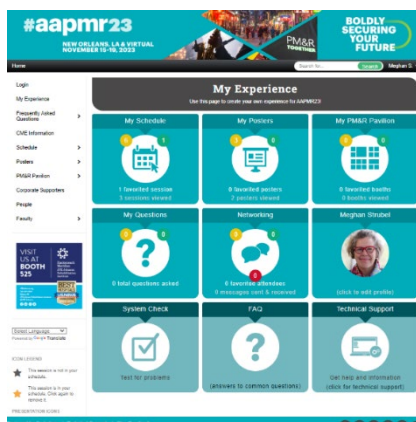 #aapmr23
NEW ORLEANS, LA & VIRTUAL
NOVEMBER 15-19, 2023
PM&R
TOGETHER
BOLDLY
SECURING
YOUR
FUTURE
Home
Search for...
Search
Meghan S.
Login
My Experience
Frequently Asked
Questions
CME Information
Schedule
Posters
PM&R Pavilion
Corporate Supporters
People
Faculty
VISIT
US AT
BOOTH
525
BEST
Select Language
Powered by Google Translate
ICON LEGEND
This session is not in your
schedule.
This session is in your
schedule. Click again to
remove it.
PRESENTATION ICONS
My Experience
Use this page to create your own experience for AAPMR23
My Schedule
1 favorited session
3 sessions viewed
My Posters
0 favorited posters
2 posters viewed
My PM&R Pavilion
0 favorited booths
0 booths viewed
My Questions
0 total questions asked
Networking
0 favorited attendees
0 messages sent & received
Meghan Strubel
(click to edit profile)
System Check
Test for problems
FAQ
(answers to common questions)
Technical Support
Get help and information
(click for technical support)